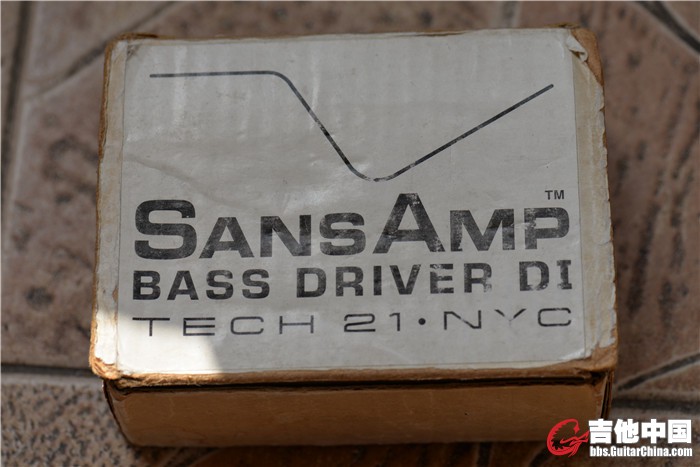 SANSAMP™
BASS DRIVER DI
TECH 21•NYC
吉他中国
bbs.GuitarChina.com